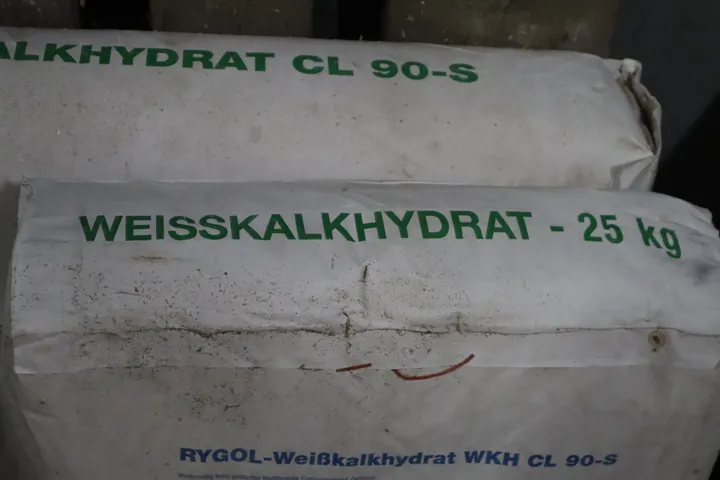 ALKHYDRAT CL 90-S
WEISSKALKHYDRAT - 25 kg
RYGOL-Weißkalkhydrat WKH CL 90-S